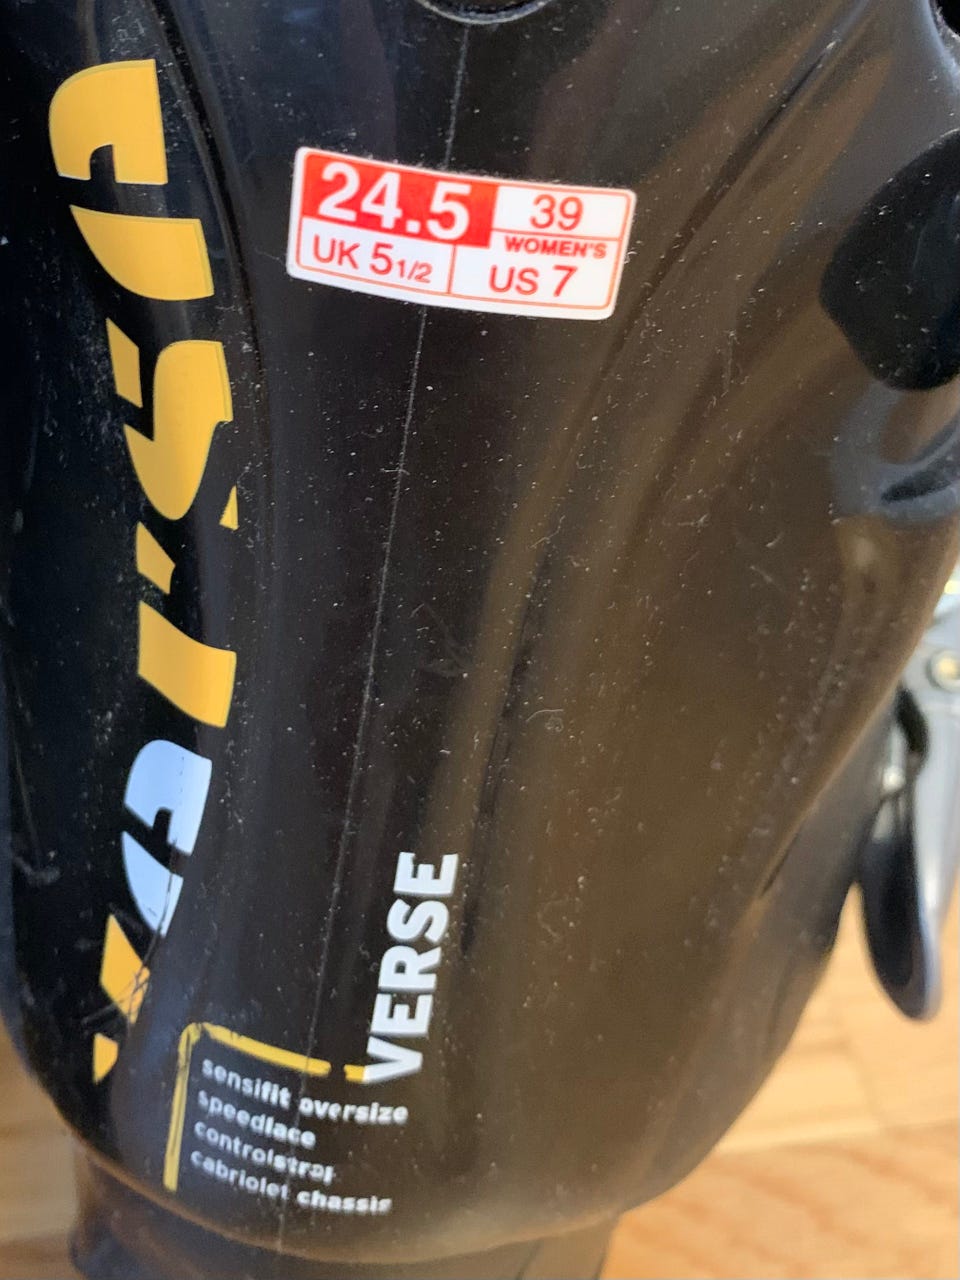 24.5
39
WOMEN'S
UK 5 1/2
US 7
VERSE
sensifit oversize
speedlace
controlstrap
cabriolet chassis